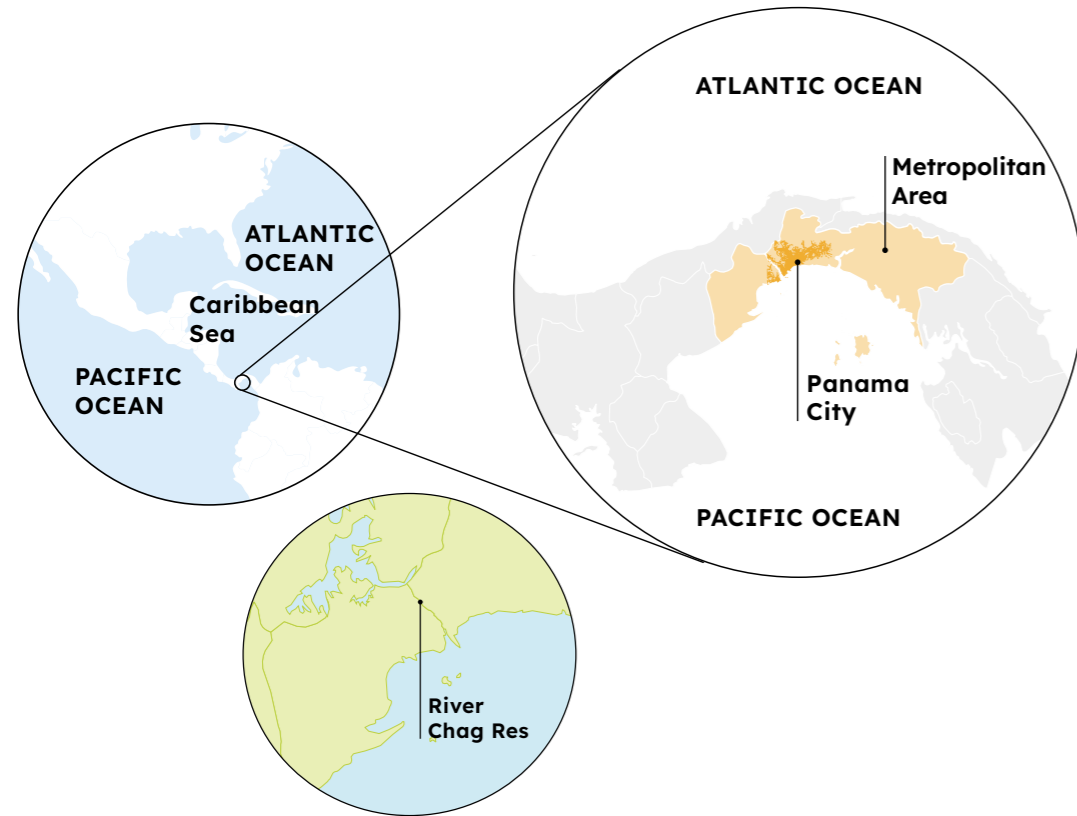 ATLANTIC OCEAN
Metropolitan
Area
ATLANTIC
OCEAN
Caribbean
Sea
PACIFIC
OCEAN
Panama
City
PACIFIC OCEAN
River
Chag Res